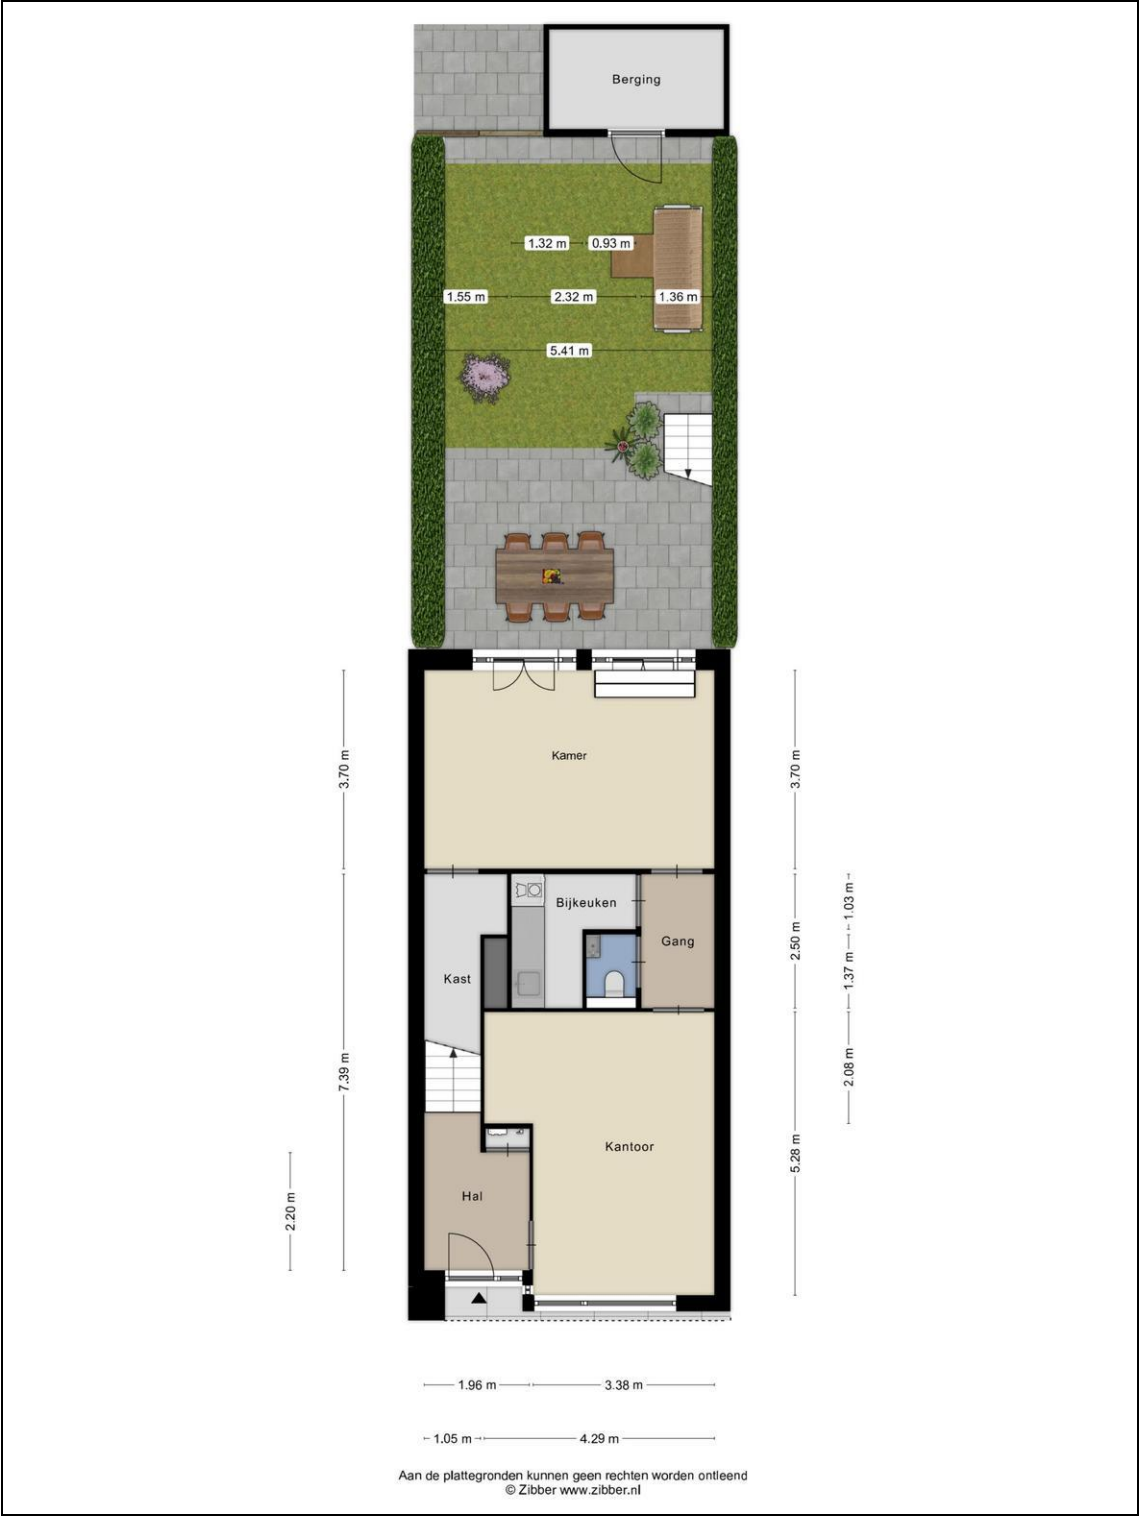 Berging
1.32 m
0.93 m
1.55 m
2.32 m
1.36 m
5.41 m
3.70 m
Kamer
3.70 m
Bijkeuken
1.03 m
Gang
2.50 m
Kast
1.37 m
7.39 m
2.08 m
Kantoor
5.28 m
Hal
2.20 m
1.96 m
3.38 m
1.05 m
4.29 m
Aan de plattegronden kunnen geen rechten worden ontleend
© Zibber www.zibber.nl